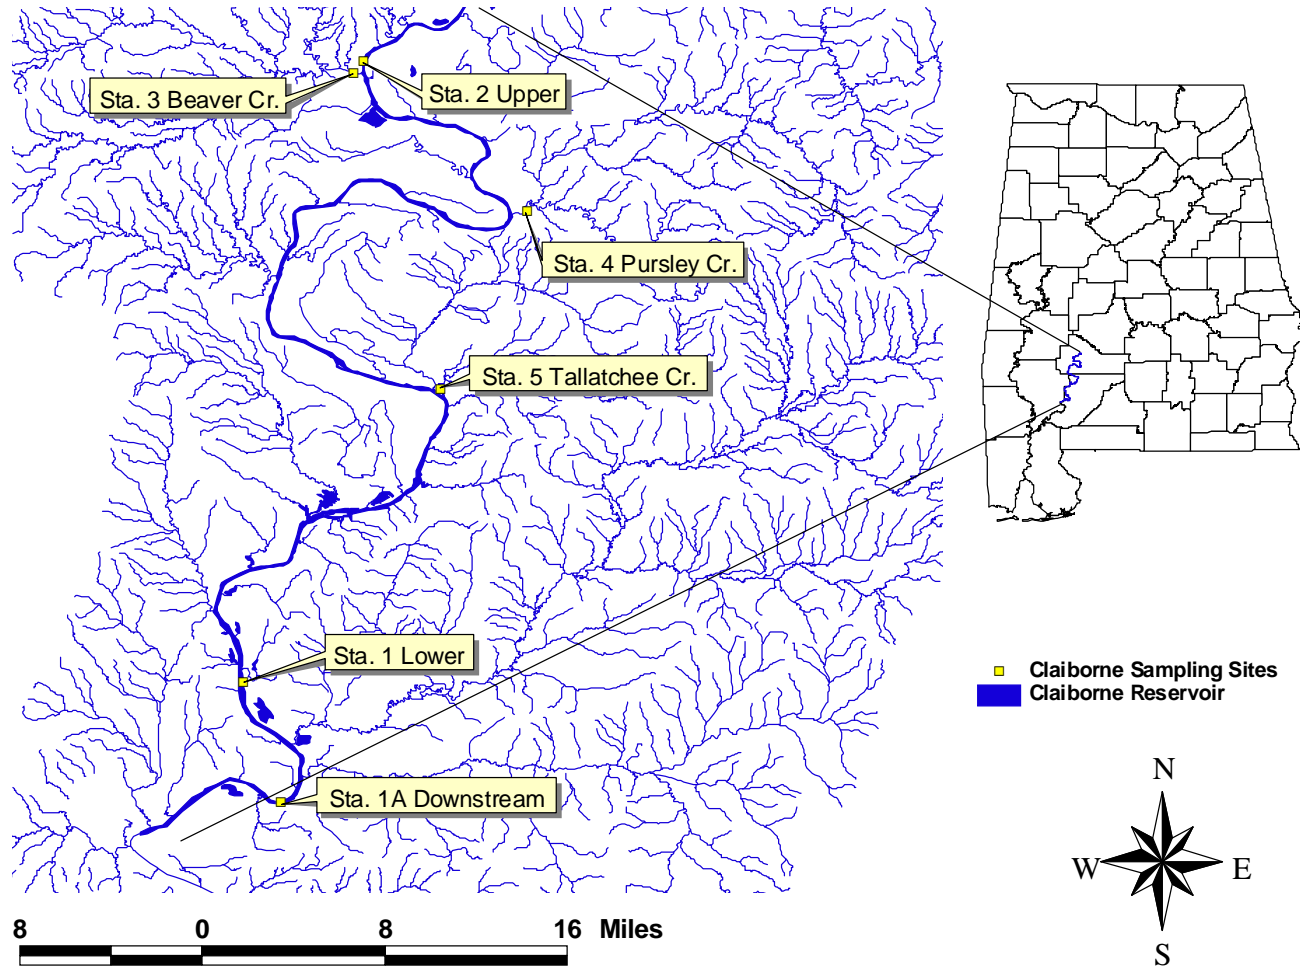 Sta. 3 Beaver Cr.
Sta. 2 Upper
Sta. 4 Pursley Cr.
Sta. 5 Tallatchee Cr.
Sta. 1 Lower
Sta. 1A Downstream
Claiborne Sampling Sites
Claiborne Reservoir
N
W E
S
8 0 8 16 Miles